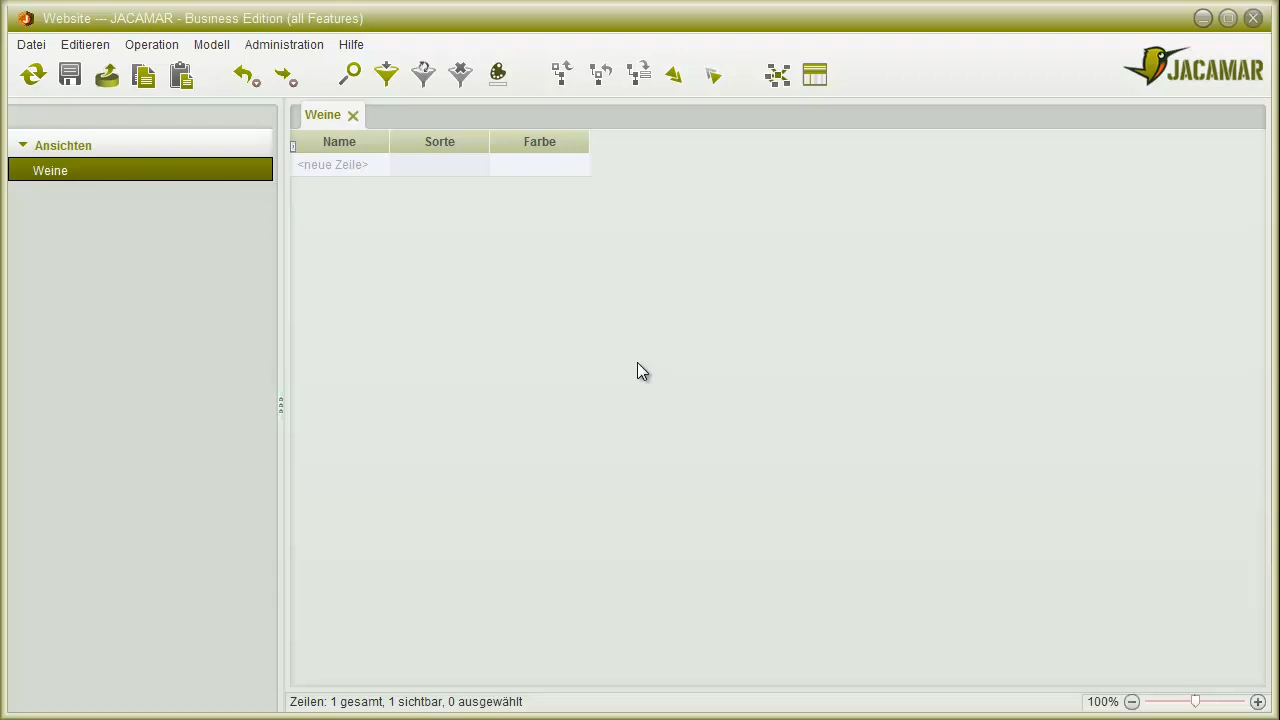 Website --- JACAMAR - Business Edition (all Features)
Datei Editieren Operation Modell Administration Hilfe
JACAMAR
Weine
Ansichten
Weine
Name Sorte Farbe
<neue Zeile>
Zeilen: 1 gesamt, 1 sichtbar, 0 ausgewählt
100%